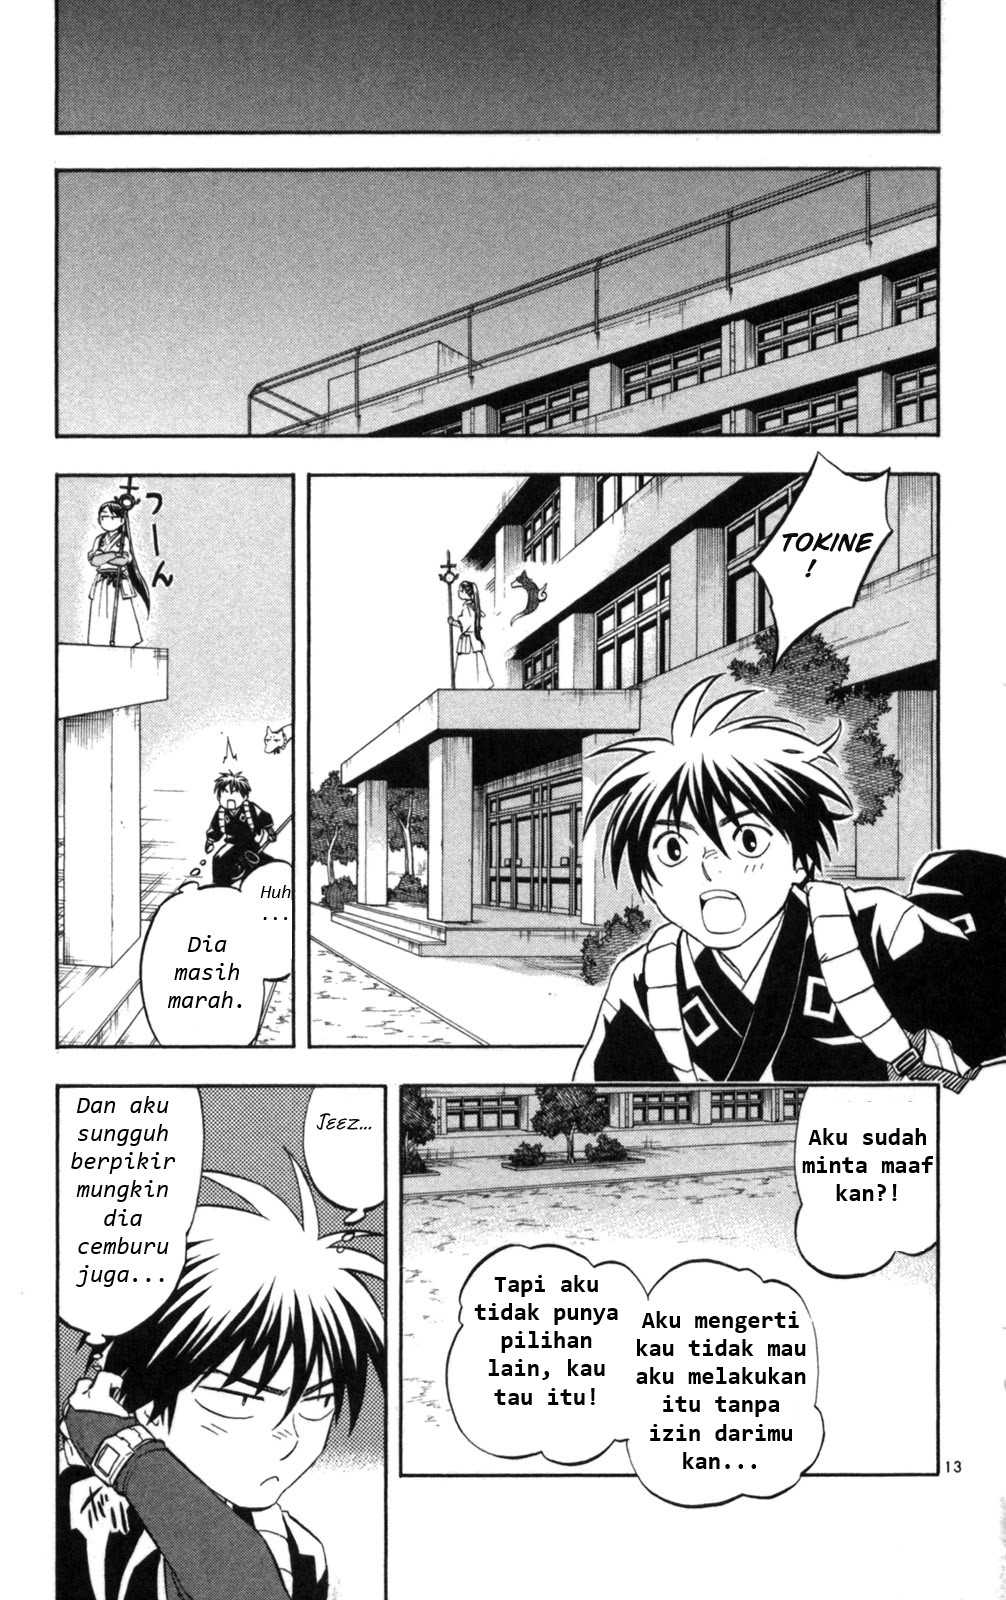 TOKINE
!
つーん
Huh
...
Dia
masih
marah.
Aku sudah
minta maaf
kan?!
Aku mengerti
kau tidak mau
aku melakukan
itu tanpa
izin darimu
kan...
Tapi aku
tidak punya
pilihan
lain, kau
tau itu!
Jeez...
Dan aku
sungguh
berpikir
mungkin
dia
cemburu
juga...
ボリ
13